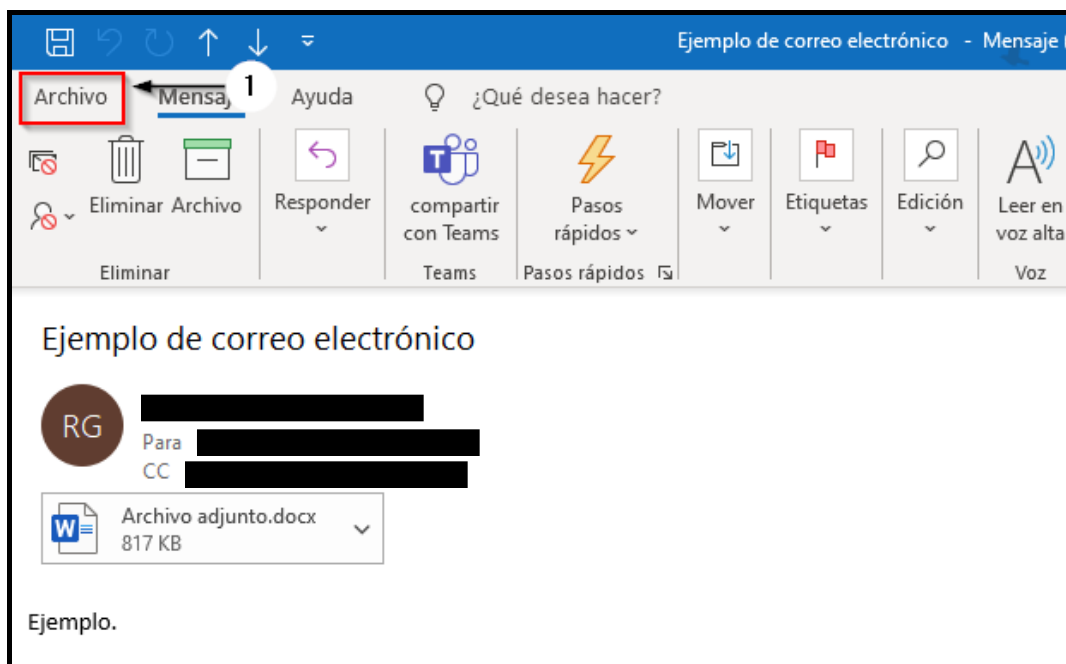 Ejemplo de correo electrónico - Mensaje
Archivo Mensaj Ayuda ¿Qué desea hacer?
1
Eliminar Archivo Responder compartir con Teams Pasos rápidos Mover Etiquetas Edición Leer en voz alta
Eliminar Teams Pasos rápidos Voz
Ejemplo de correo electrónico
RG
Para
CC
W
Archivo adjunto.docx
817 KB
Ejemplo.